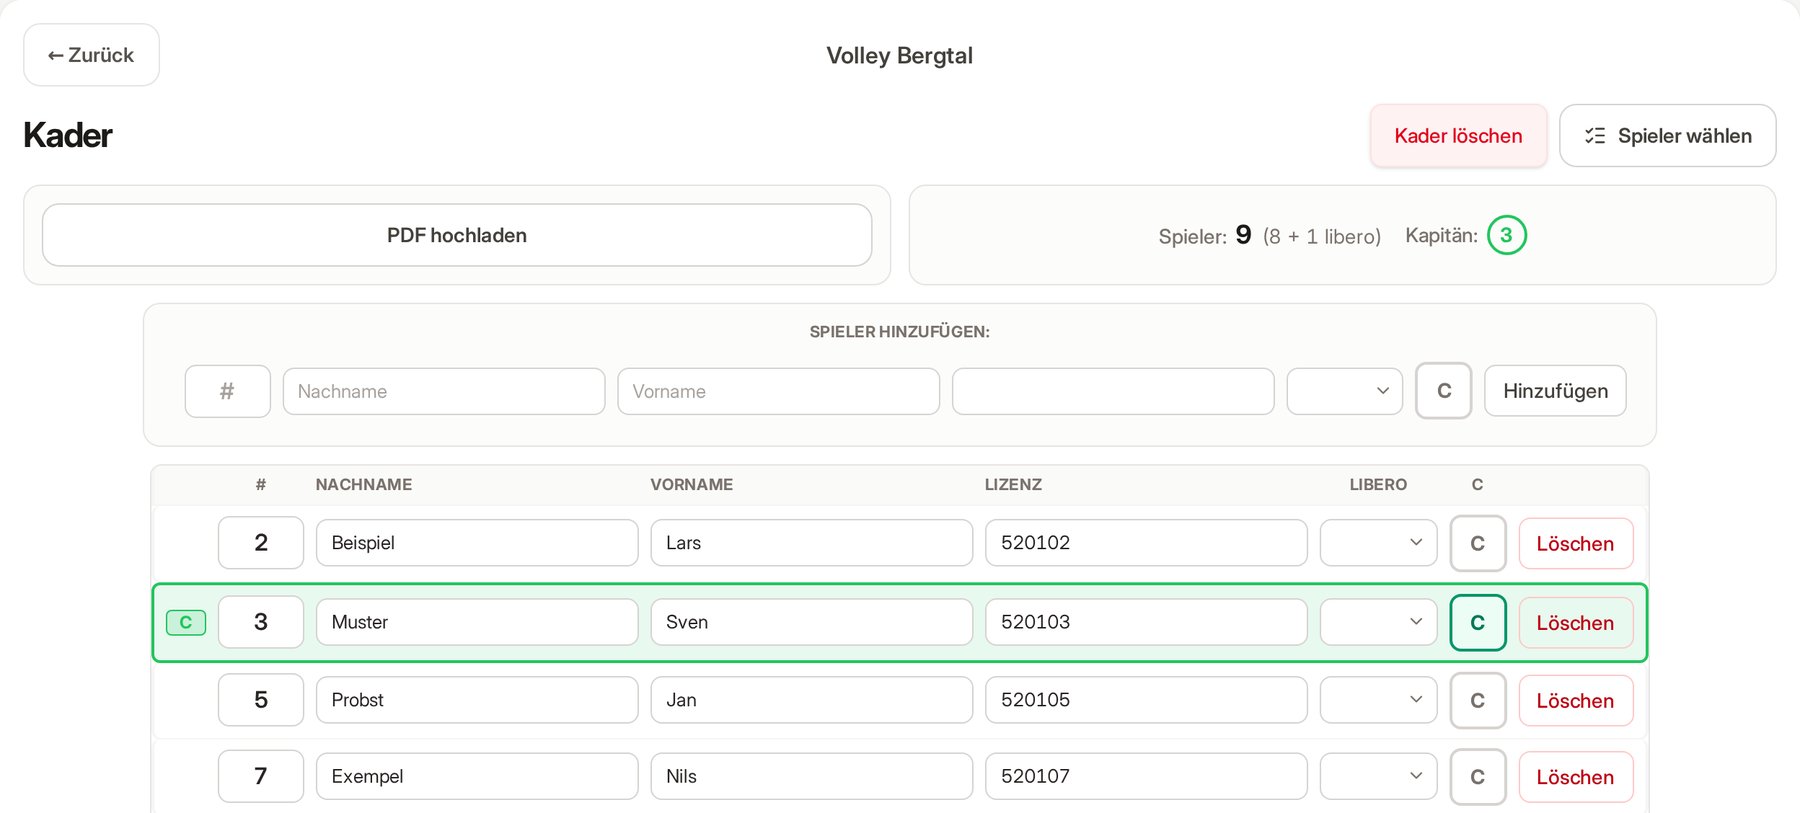 ← Zurück
Volley Bergtal
Kader
Kader löschen
Spieler wählen
PDF hochladen
Spieler: 9 (8 + 1 libero) Kapitän: 3
SPIELER HINZUFÜGEN:
# Nachname Vorname C Hinzufügen
# NACHNAME VORNAME LIZENZ LIBERO C
2 Beispiel Lars 520102 C Löschen
C 3 Muster Sven 520103 C Löschen
5 Probst Jan 520105 C Löschen
7 Exempel Nils 520107 C Löschen